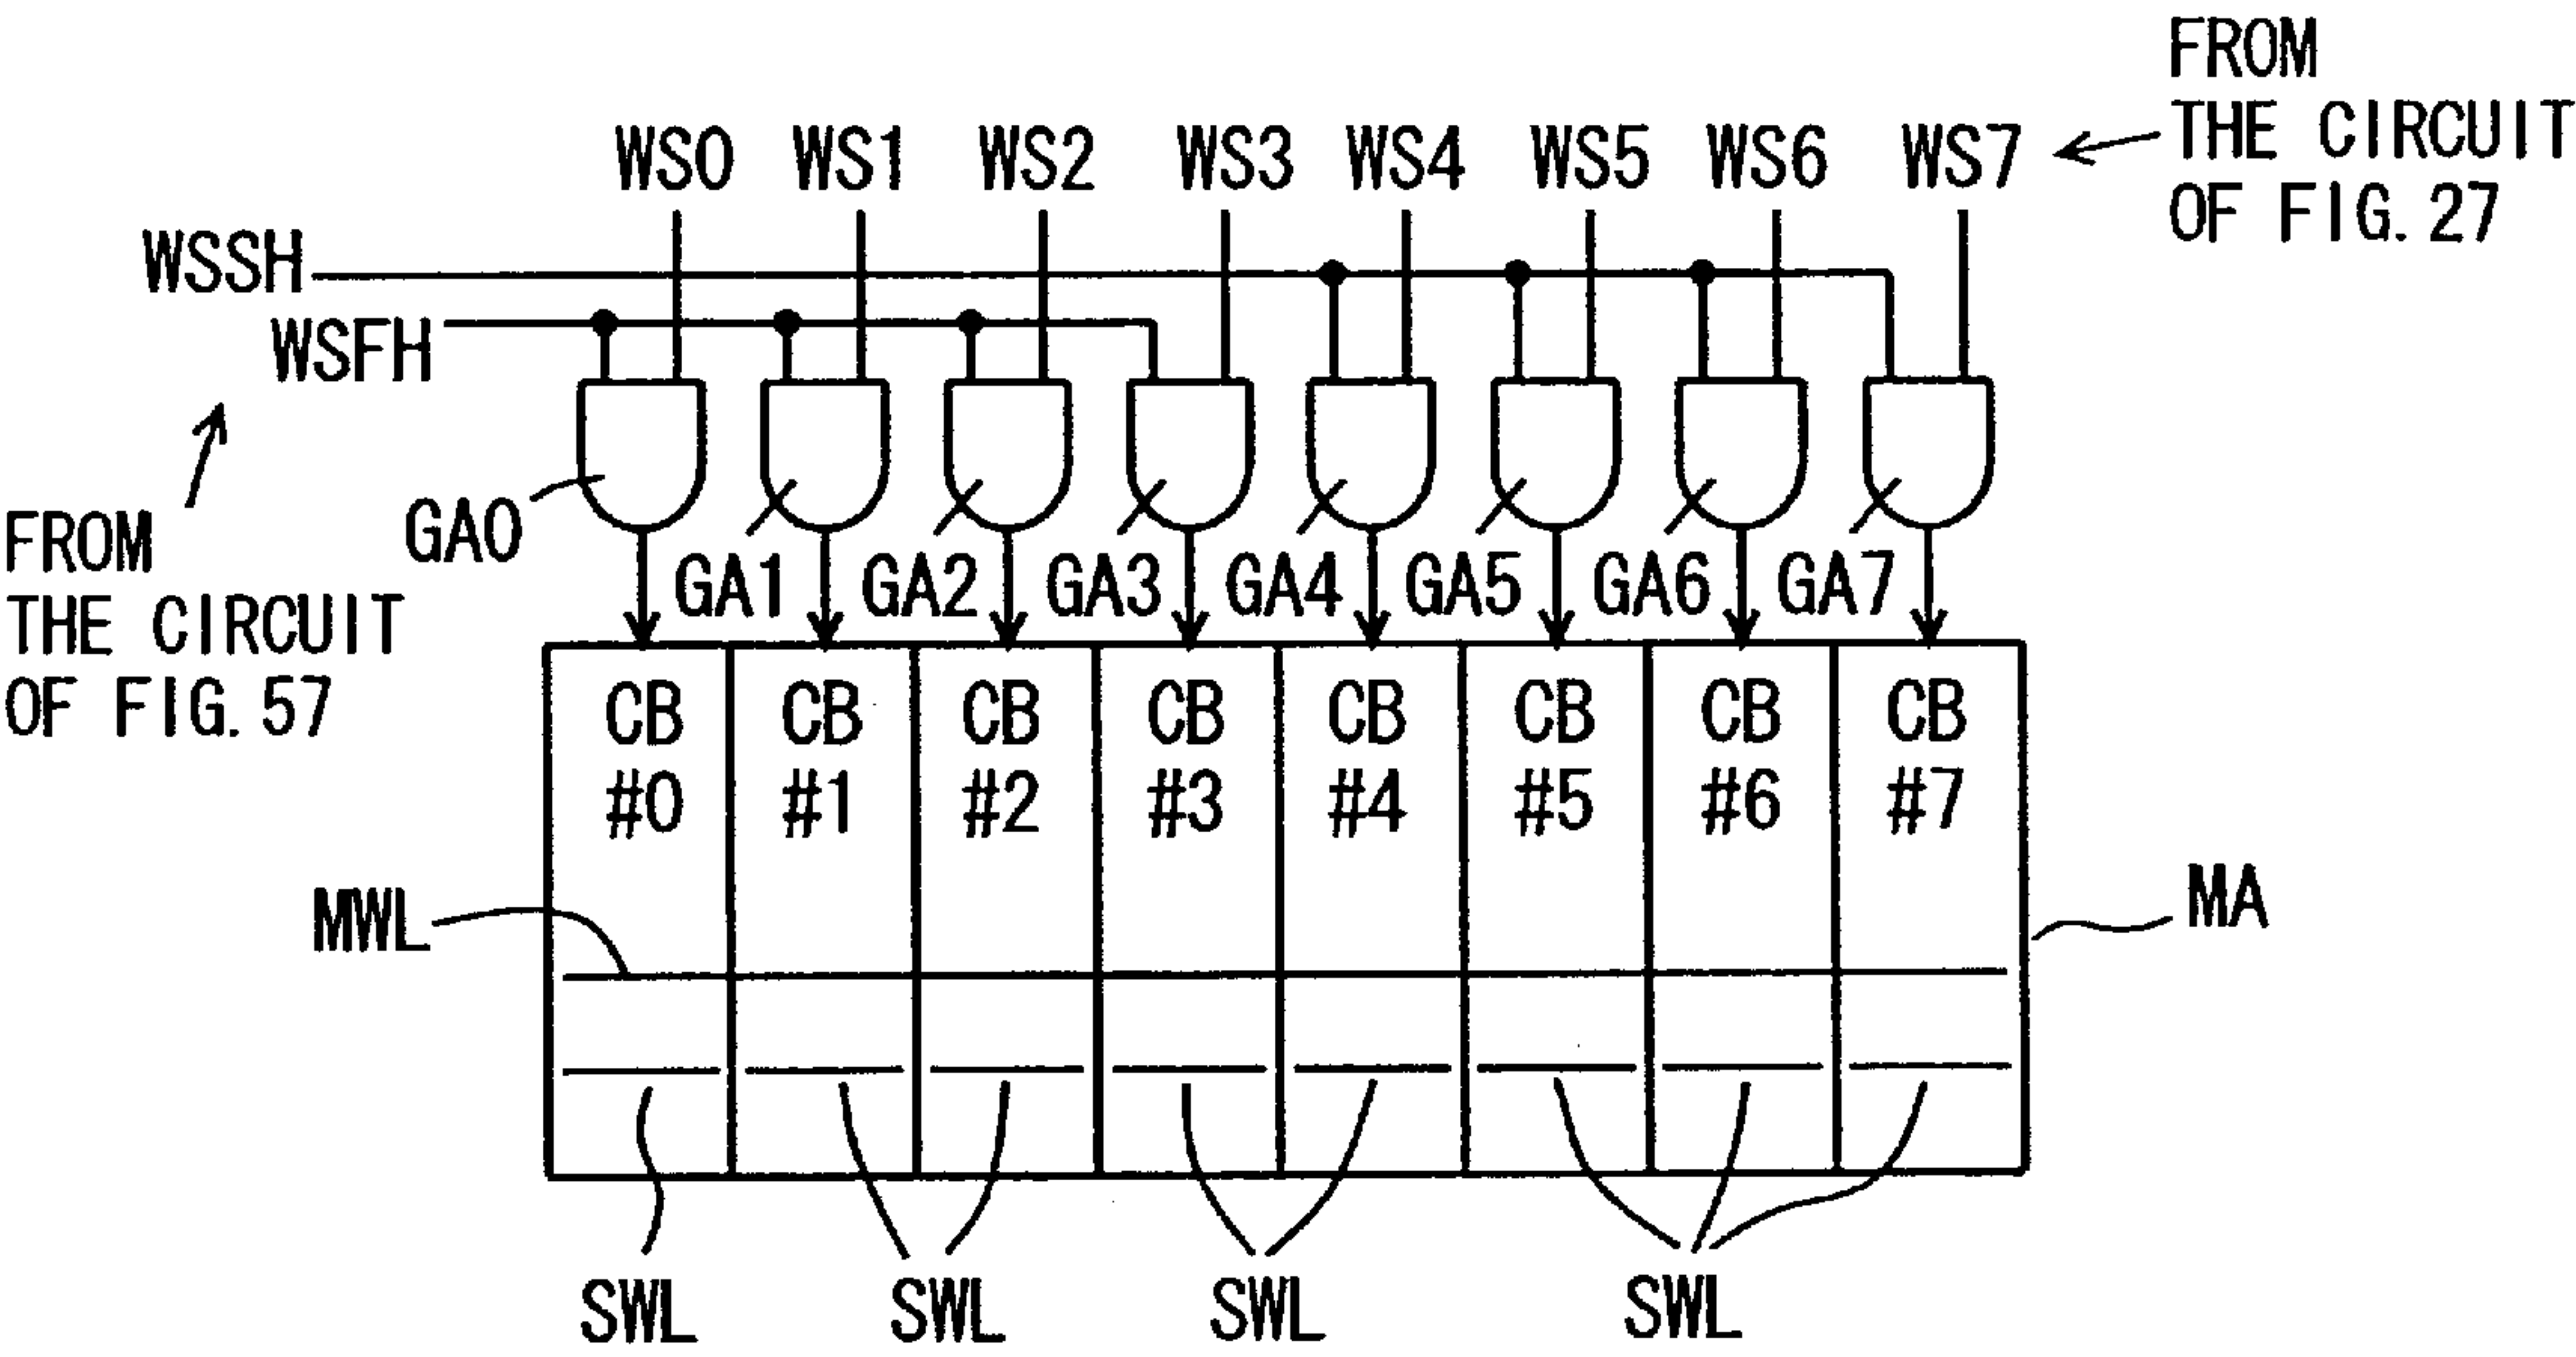 FROM
THE CIRCUIT
OF FIG. 27
WS0 WS1 WS2 WS3 WS4 WS5 WS6 WS7
WSSH
WSFH
GA0
FROM
THE CIRCUIT
OF FIG. 57
GA1 GA2 GA3 GA4 GA5 GA6 GA7
CB CB CB CB CB CB CB CB
#0 #1 #2 #3 #4 #5 #6 #7
MWL
MA
SWL SWL SWL SWL